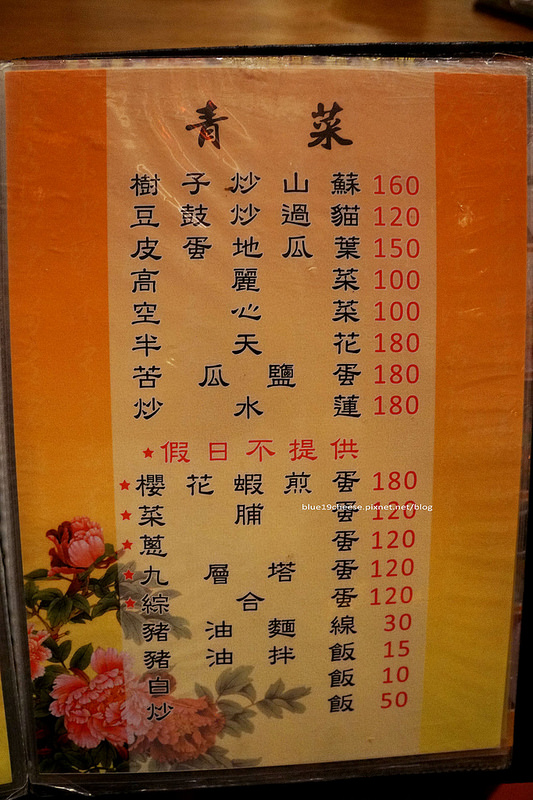 青菜
樹子炒山蘇 160
豆鼓炒過貓 120
皮蛋地瓜葉 150
高麗菜 100
空心菜 100
半天花 180
苦瓜鹽蛋 180
炒水蓮 180
★假日不提供
★櫻花蝦煎蛋 180
★菜脯蛋 120
blue19cheese.pixnet.net/blog
★蔥蛋 120
★九層塔蛋 120
★綜合蛋 120
豬油麵線 30
豬油拌飯 15
白飯 10
炒飯 50